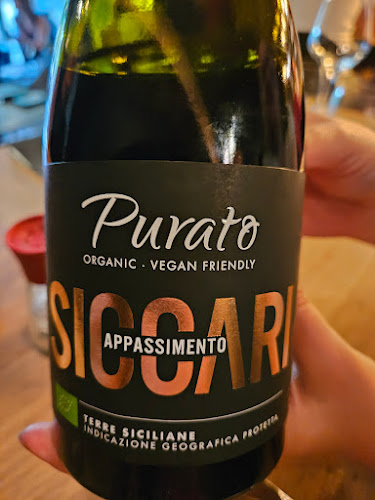 Purato
ORGANIC · VEGAN FRIENDLY
SICCARI
APPASSIMENTO
TERRE SICILIANE
INDICAZIONE GEOGRAFICA PROTETTA